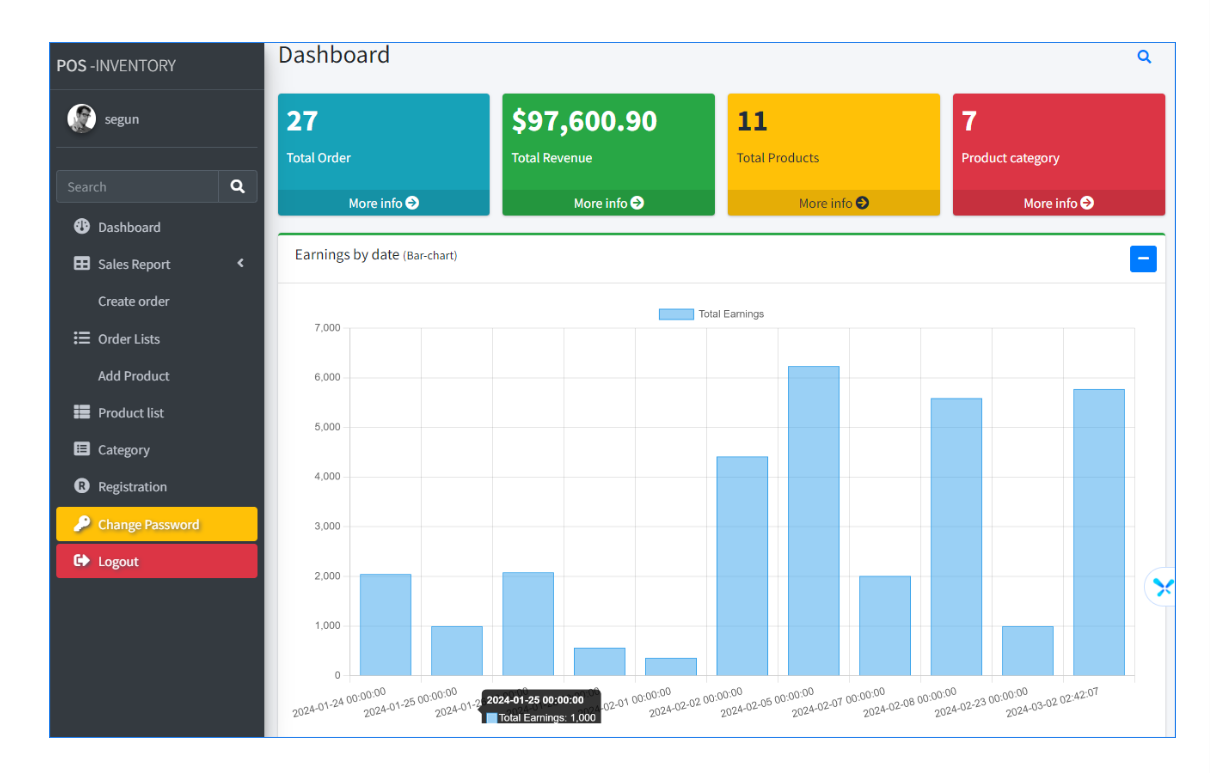 POS -INVENTORY
segun
Search
Dashboard
Sales Report
Create order
Order Lists
Add Product
Product list
Category
Registration
Change Password
Logout
Dashboard
27
Total Order
More info
$97,600.90
Total Revenue
More info
11
Total Products
More info
7
Product category
More info
Earnings by date (Bar-chart)
Total Earnings
7,000
6,000
5,000
4,000
3,000
2,000
1,000
0
2024-01-24 00:00:00
2024-01-25 00:00:00
2024-01-2
02-01 00:00:00
2024-02-02 00:00:00
2024-02-05 00:00:00
2024-02-07 00:00:00
2024-02-08 00:00:00
2024-02-23 00:00:00
2024-03-02 02:42:07
2024-01-25 00:00:00
Total Earnings: 1,000